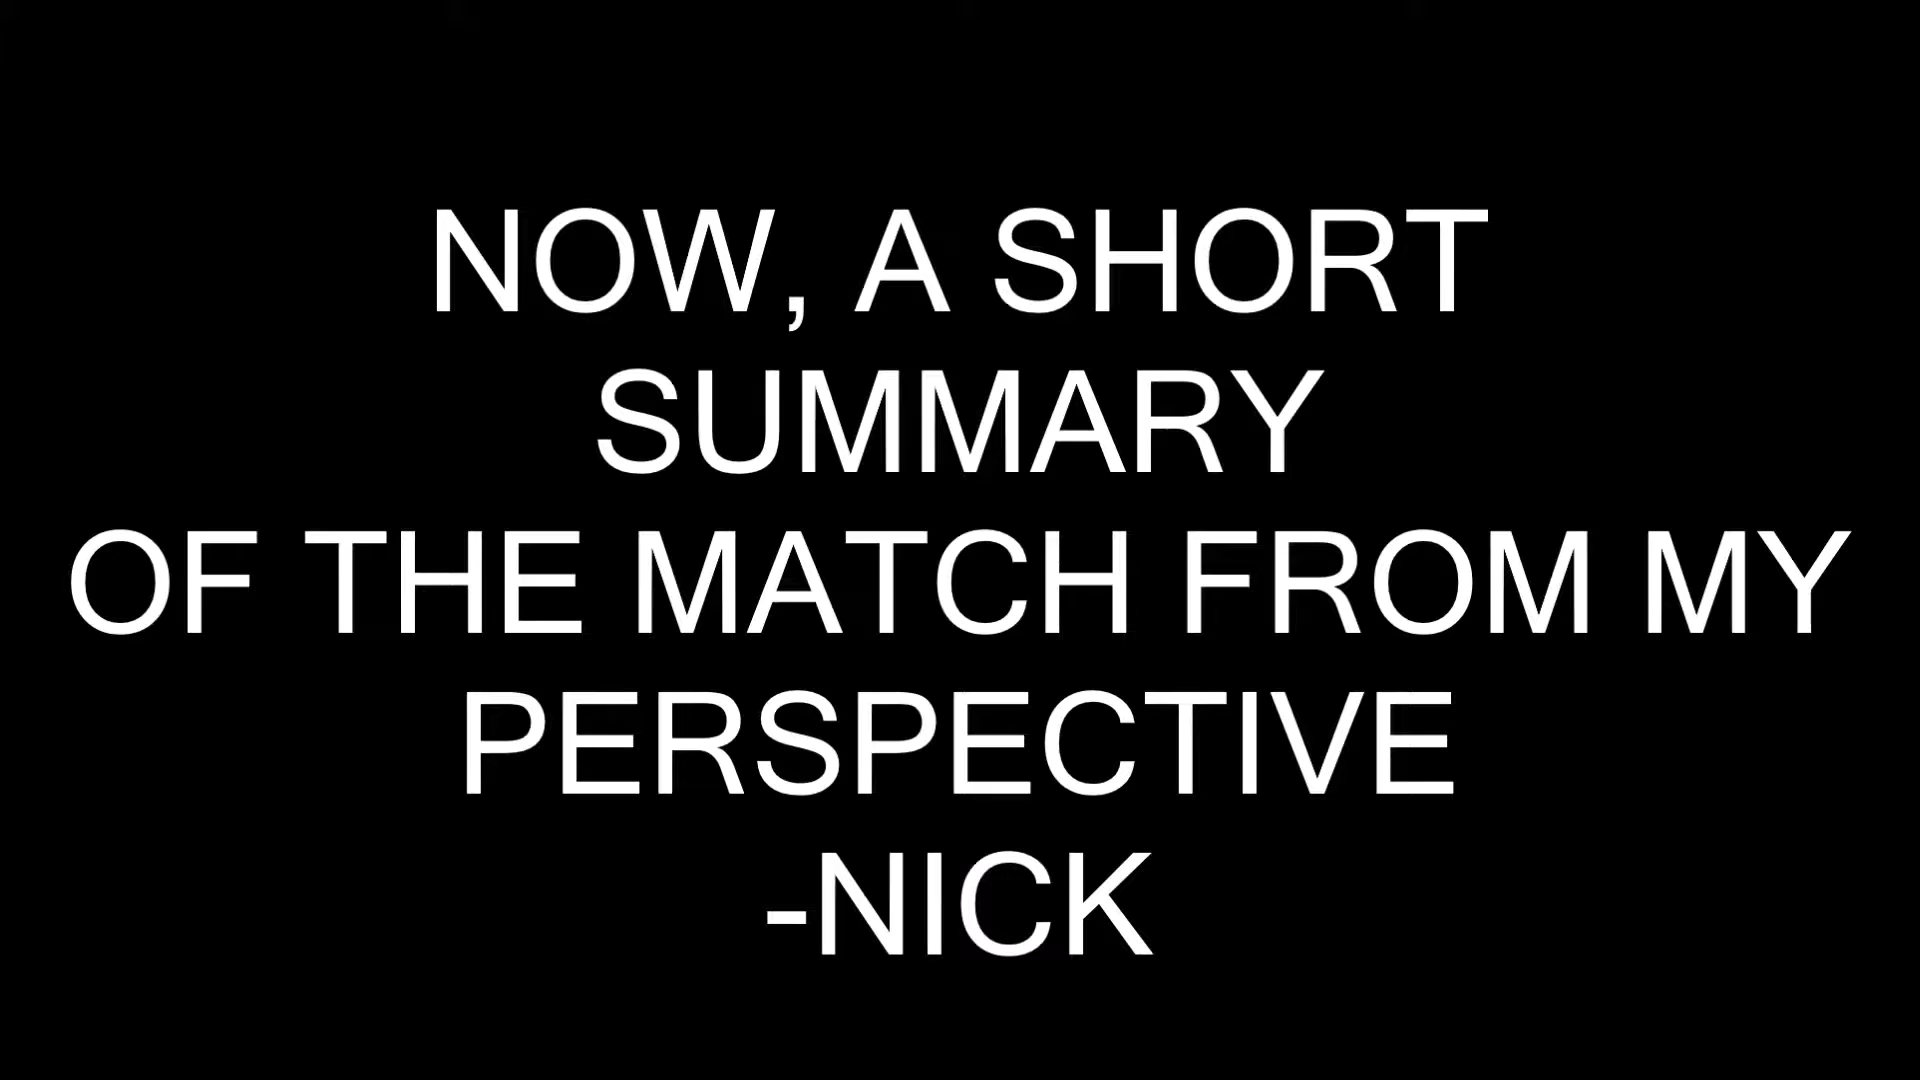 NOW, A SHORT
SUMMARY
OF THE MATCH FROM MY
PERSPECTIVE
-NICK